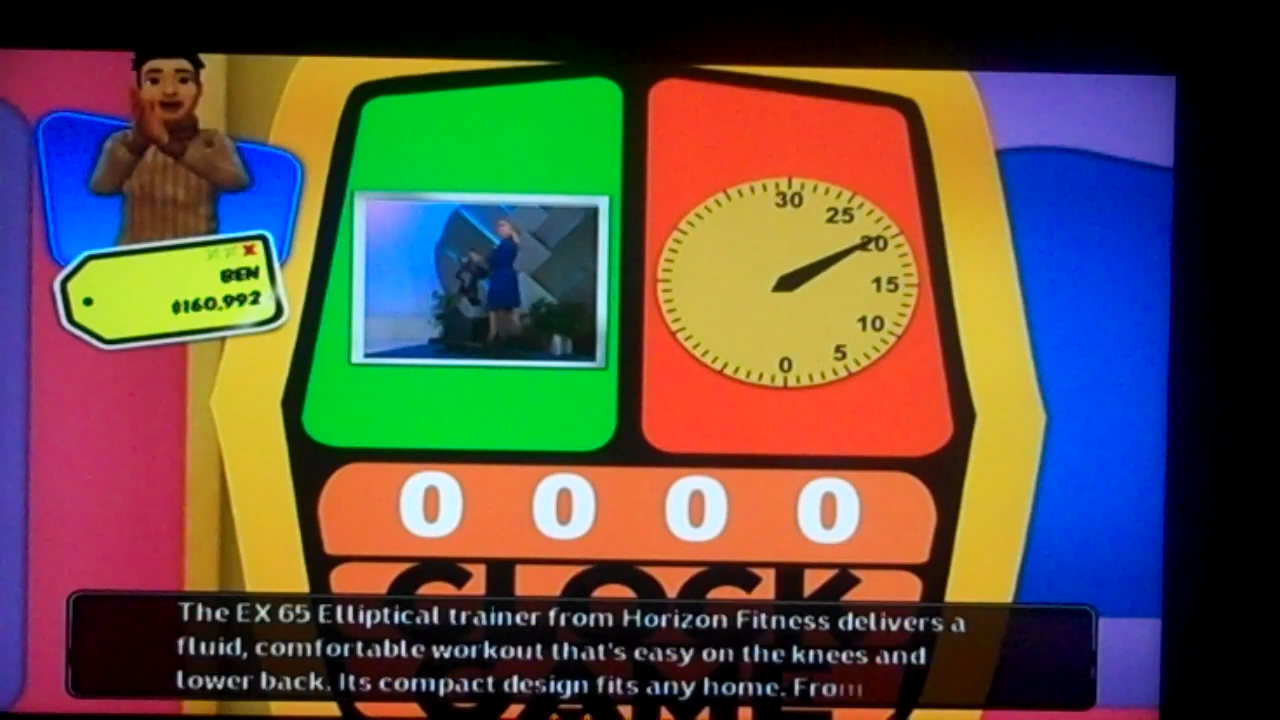 BEN
$160,992
30
25
20
15
10
5
0
0 0 0 0
CLOCK
GAME
The EX 65 Elliptical trainer from Horizon Fitness delivers a
fluid, comfortable workout that's easy on the knees and
lower back. Its compact design fits any home. From